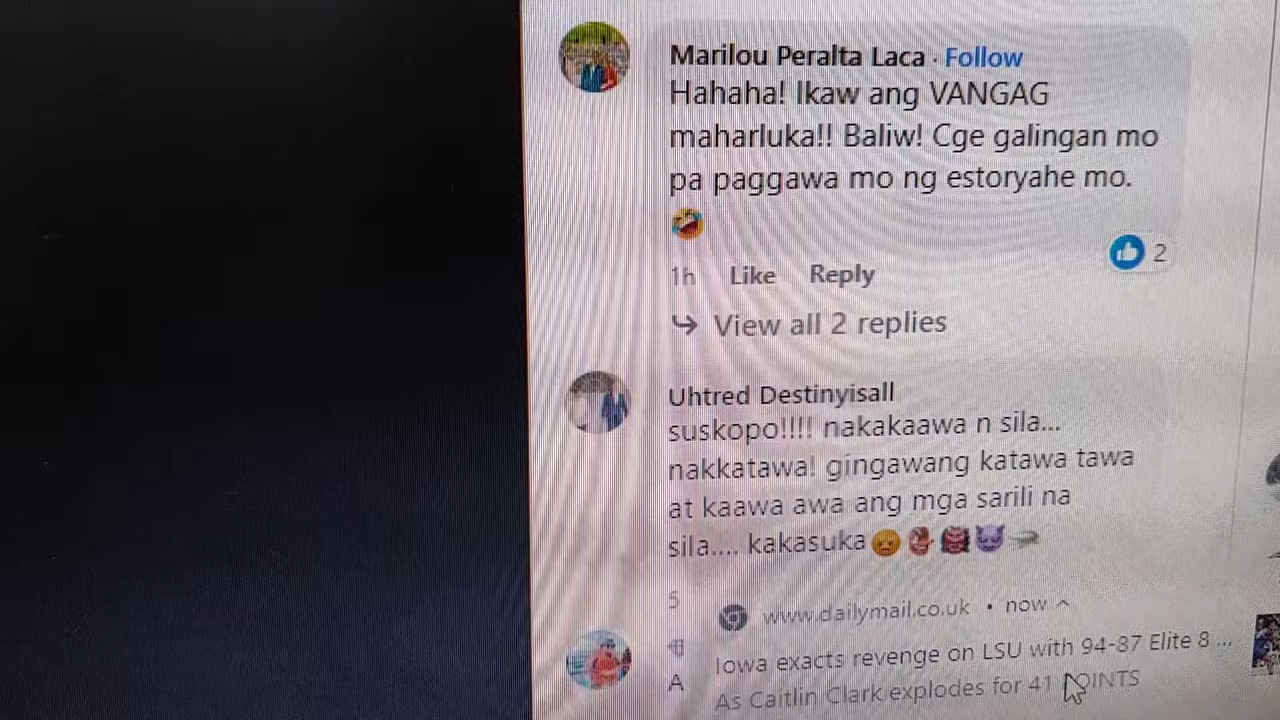 Marilou Peralta Laca · Follow
Hahaha! Ikaw ang VANGAG
maharluka!! Baliw! Cge galingan mo
pa paggawa mo ng estoryahe mo.
🤣
2
1h Like Reply
View all 2 replies
Uhtred Destinyisall
suskopo!!!! nakakaawa n sila...
nakkatawa! gingawang katawa tawa
at kaawa awa ang mga sarili na
sila.... kakasuka
5
www.dailymail.co.uk • now
Iowa exacts revenge on LSU with 94-87 Elite 8 ...
A
As Caitlin Clark explodes for 41 POINTS